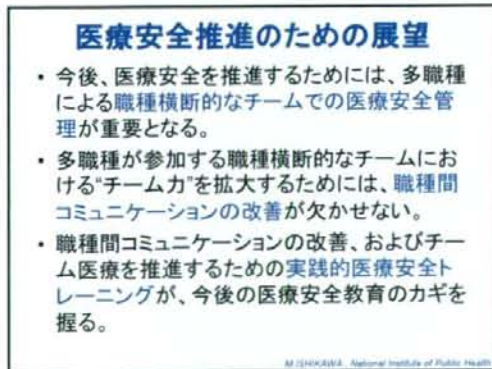 医療安全推進のための展望
• 今後、医療安全を推進するためには、多職種
による職種横断的なチームでの医療安全管
理が重要となる。
• 多職種が参加する職種横断的なチームにお
ける“チーム力”を拡大するためには、職種間
コミュニケーションの改善が欠かせない。
• 職種間コミュニケーションの改善、およびチー
ム医療を推進するための実践的医療安全ト
レーニングが、今後の医療安全教育のカギを
握る。
M.ISHIKAWA, National Institute of Public Health